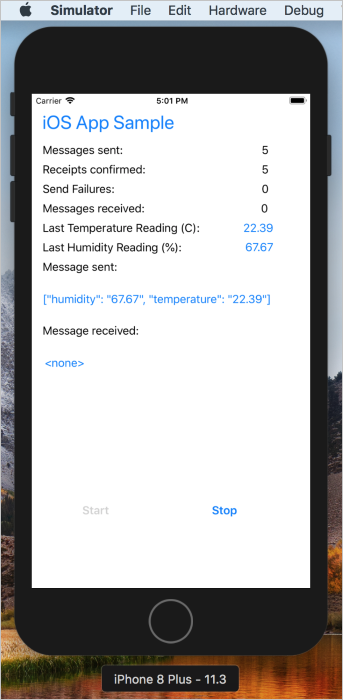 Simulator File Edit Hardware Debug
Carrier 5:01 PM
iOS App Sample
Messages sent: 5
Receipts confirmed: 5
Send Failures: 0
Messages received: 0
Last Temperature Reading (C): 22.39
Last Humidity Reading (%): 67.67
Message sent:
["humidity": "67.67", "temperature": "22.39"]
Message received:
<none>
Start Stop
iPhone 8 Plus - 11.3